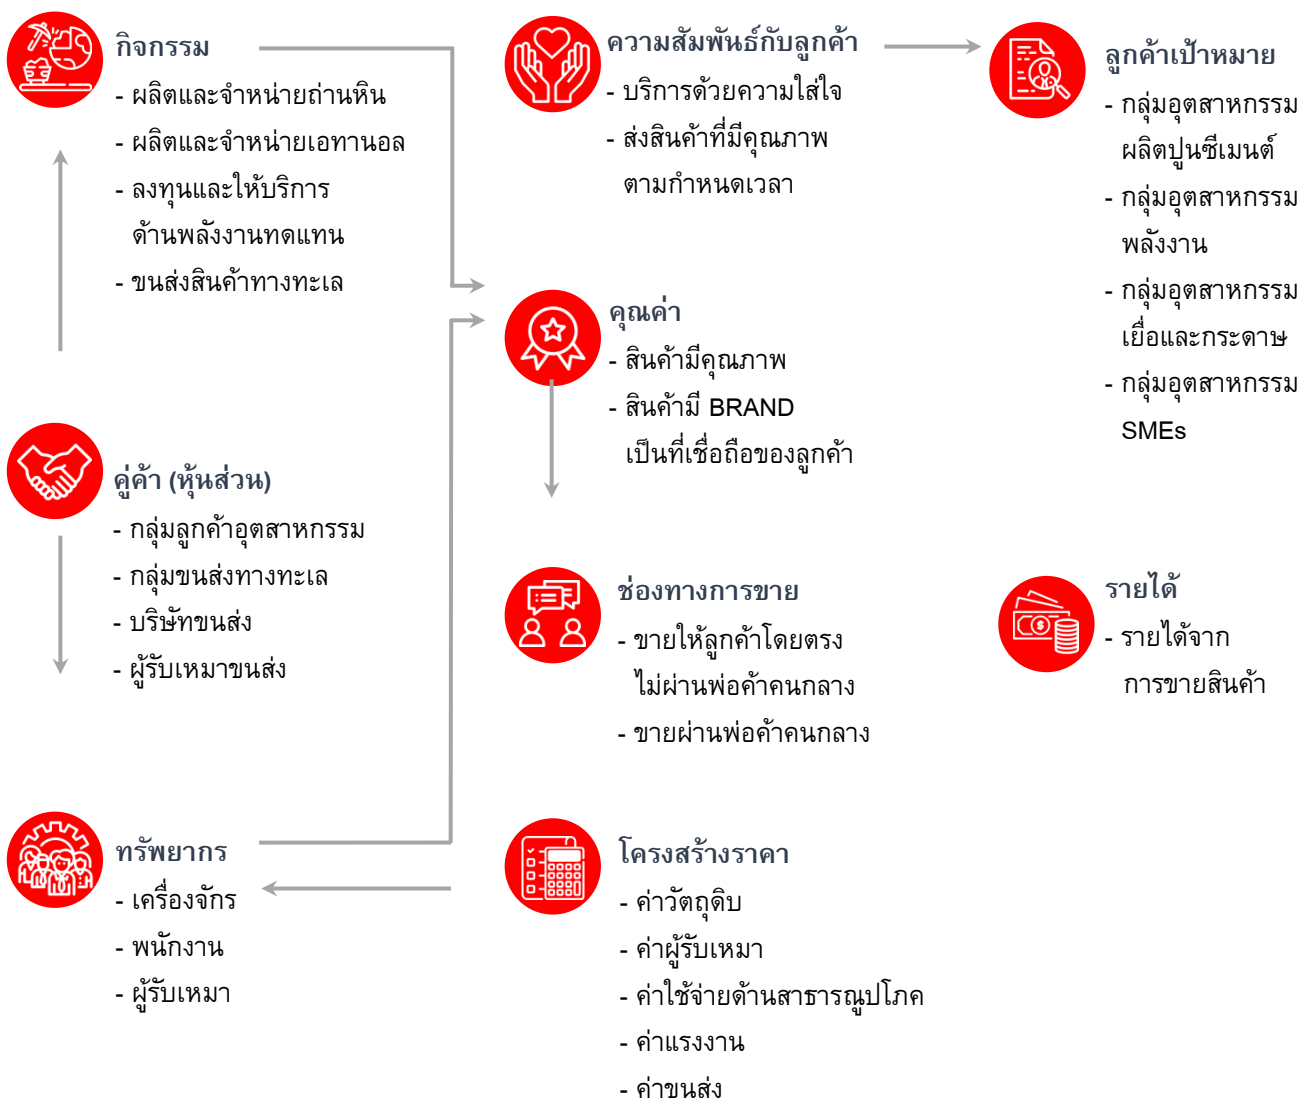 กิจกรรม
- ผลิตและจำหน่ายถ่านหิน
- ผลิตและจำหน่ายเอทานอล
- ลงทุนและให้บริการ
ด้านพลังงานทดแทน
- ขนส่งสินค้าทางทะเล
คู่ค้า (หุ้นส่วน)
- กลุ่มลูกค้าอุตสาหกรรม
- กลุ่มขนส่งทางทะเล
- บริษัทขนส่ง
- ผู้รับเหมาขนส่ง
ทรัพยากร
- เครื่องจักร
- พนักงาน
- ผู้รับเหมา
ความสัมพันธ์กับลูกค้า
- บริการด้วยความใส่ใจ
- ส่งสินค้าที่มีคุณภาพ
ตามกำหนดเวลา
คุณค่า
- สินค้ามีคุณภาพ
- สินค้ามี BRAND
เป็นที่เชื่อถือของลูกค้า
ช่องทางการขาย
- ขายให้ลูกค้าโดยตรง
ไม่ผ่านพ่อค้าคนกลาง
- ขายผ่านพ่อค้าคนกลาง
โครงสร้างราคา
- ค่าวัตถุดิบ
- ค่าผู้รับเหมา
- ค่าใช้จ่ายด้านสาธารณูปโภค
- ค่าแรงงาน
- ค่าขนส่ง
ลูกค้าเป้าหมาย
- กลุ่มอุตสาหกรรม
ผลิตปูนซีเมนต์
- กลุ่มอุตสาหกรรม
พลังงาน
- กลุ่มอุตสาหกรรม
เยื่อและกระดาษ
- กลุ่มอุตสาหกรรม
SMEs
รายได้
- รายได้จาก
การขายสินค้า